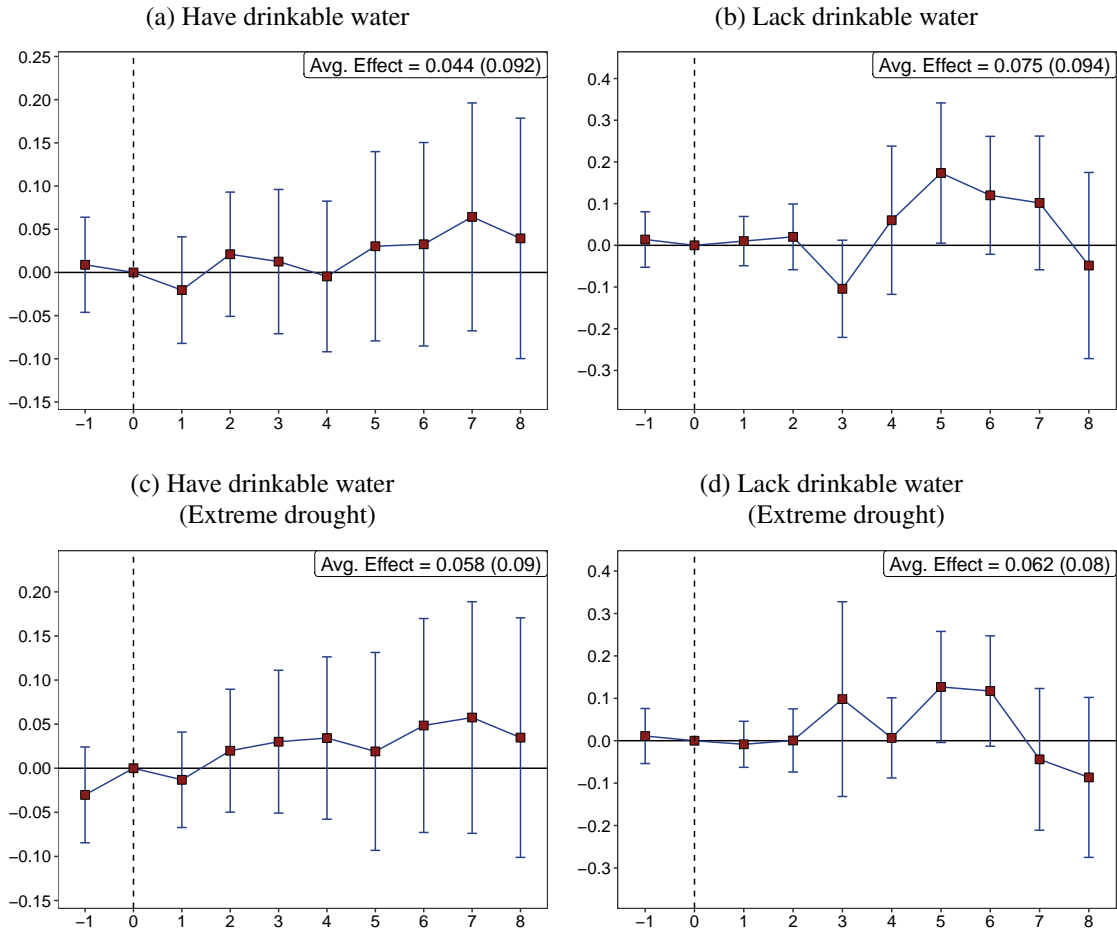 (a) Have drinkable water
Avg. Effect = 0.044 (0.092)
0.25
0.20
0.15
0.10
0.05
0.00
−0.05
−0.10
−0.15
−1 0 1 2 3 4 5 6 7 8
(b) Lack drinkable water
Avg. Effect = 0.075 (0.094)
0.4
0.3
0.2
0.1
0.0
−0.1
−0.2
−0.3
−1 0 1 2 3 4 5 6 7 8
(c) Have drinkable water
(Extreme drought)
Avg. Effect = 0.058 (0.09)
0.20
0.15
0.10
0.05
0.00
−0.05
−0.10
−0.15
−1 0 1 2 3 4 5 6 7 8
(d) Lack drinkable water
(Extreme drought)
Avg. Effect = 0.062 (0.08)
0.4
0.3
0.2
0.1
0.0
−0.1
−0.2
−0.3
−1 0 1 2 3 4 5 6 7 8